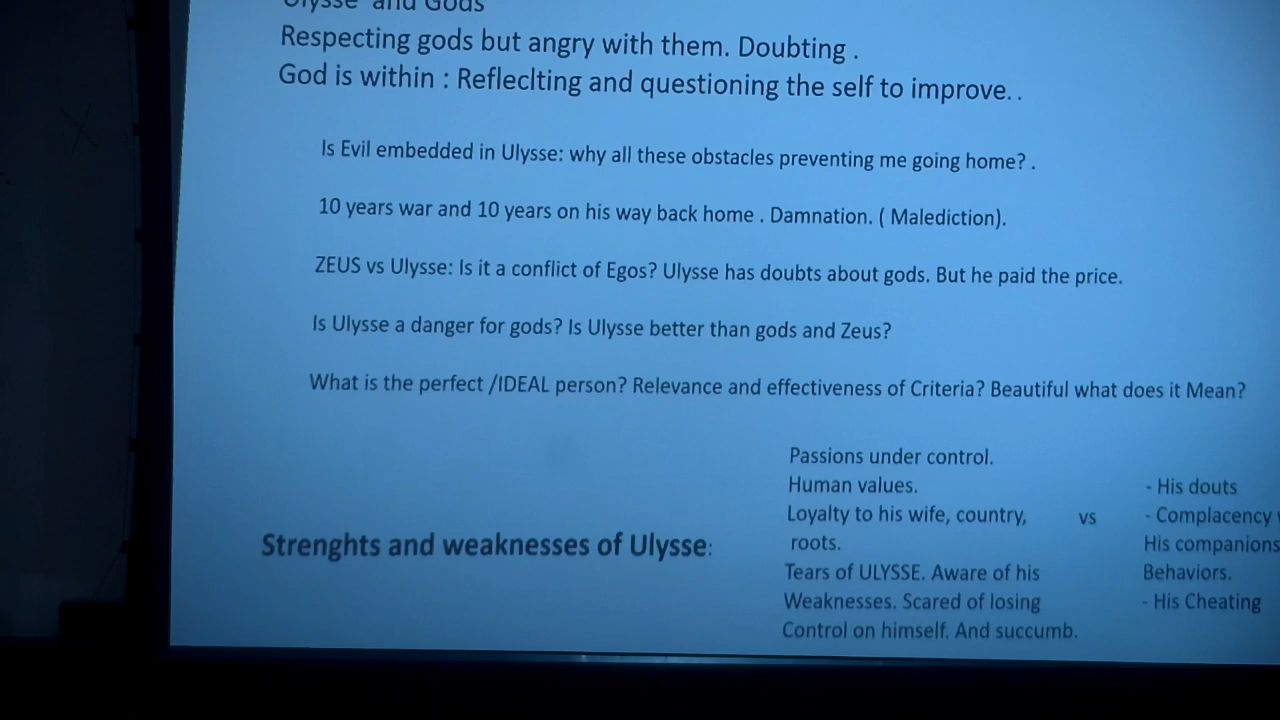 Ulysse and Gods
Respecting gods but angry with them. Doubting .
God is within : Refleclting and questioning the self to improve. .
Is Evil embedded in Ulysse: why all these obstacles preventing me going home? .
10 years war and 10 years on his way back home . Damnation. ( Malediction).
ZEUS vs Ulysse: Is it a conflict of Egos? Ulysse has doubts about gods. But he paid the price.
Is Ulysse a danger for gods? Is Ulysse better than gods and Zeus?
What is the perfect /IDEAL person? Relevance and effectiveness of Criteria? Beautiful what does it Mean?
Strenghts and weaknesses of Ulysse:
Passions under control.
Human values.
Loyalty to his wife, country,
roots.
Tears of ULYSSE. Aware of his
Weaknesses. Scared of losing
Control on himself. And succumb.
vs
- His douts
- Complacency
His companions
Behaviors.
- His Cheating